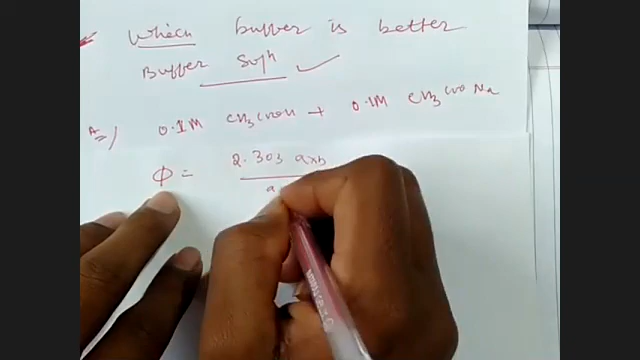 Which buffer is better
Buffer Soln
A) 0.1M CH3COOH + 0.1M CH3COONa
ϕ = 2.303 a×b
a